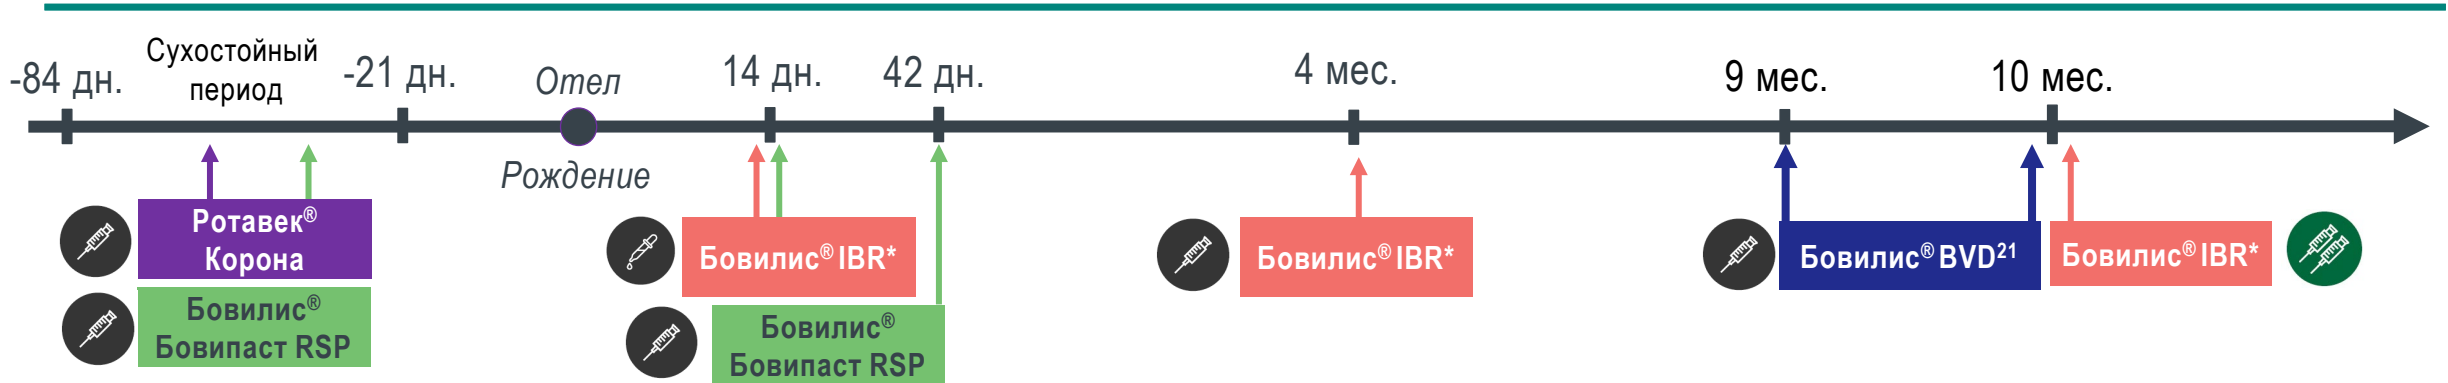 -84 дн.
Сухостойный
период
-21 дн.
Отел
14 дн.
42 дн.
4 мес.
9 мес.
10 мес.
Рождение
Ротавек®
Корона
Бовилис®
Бовипаст RSP
Бовилис® IBR*
Бовилис®
Бовипаст RSP
Бовилис® IBR*
Бовилис® BVD²¹
Бовилис® IBR*